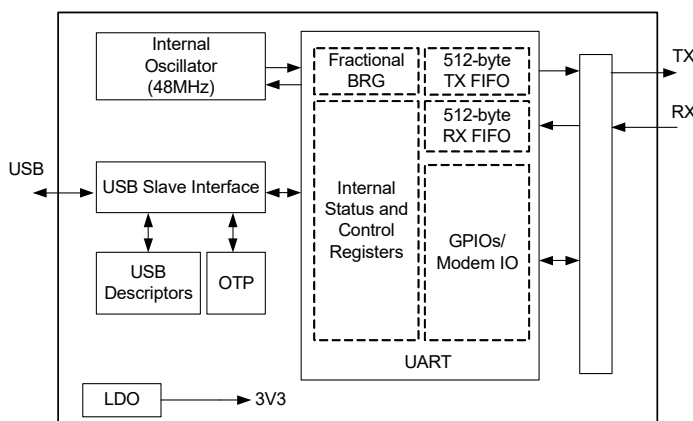 Internal
Oscillator
(48MHz)
Fractional
BRG
512-byte
TX FIFO
TX
512-byte
RX FIFO
RX
USB
USB Slave Interface
Internal
Status and
Control
Registers
GPIOs/
Modem IO
USB
Descriptors
OTP
UART
LDO
3V3